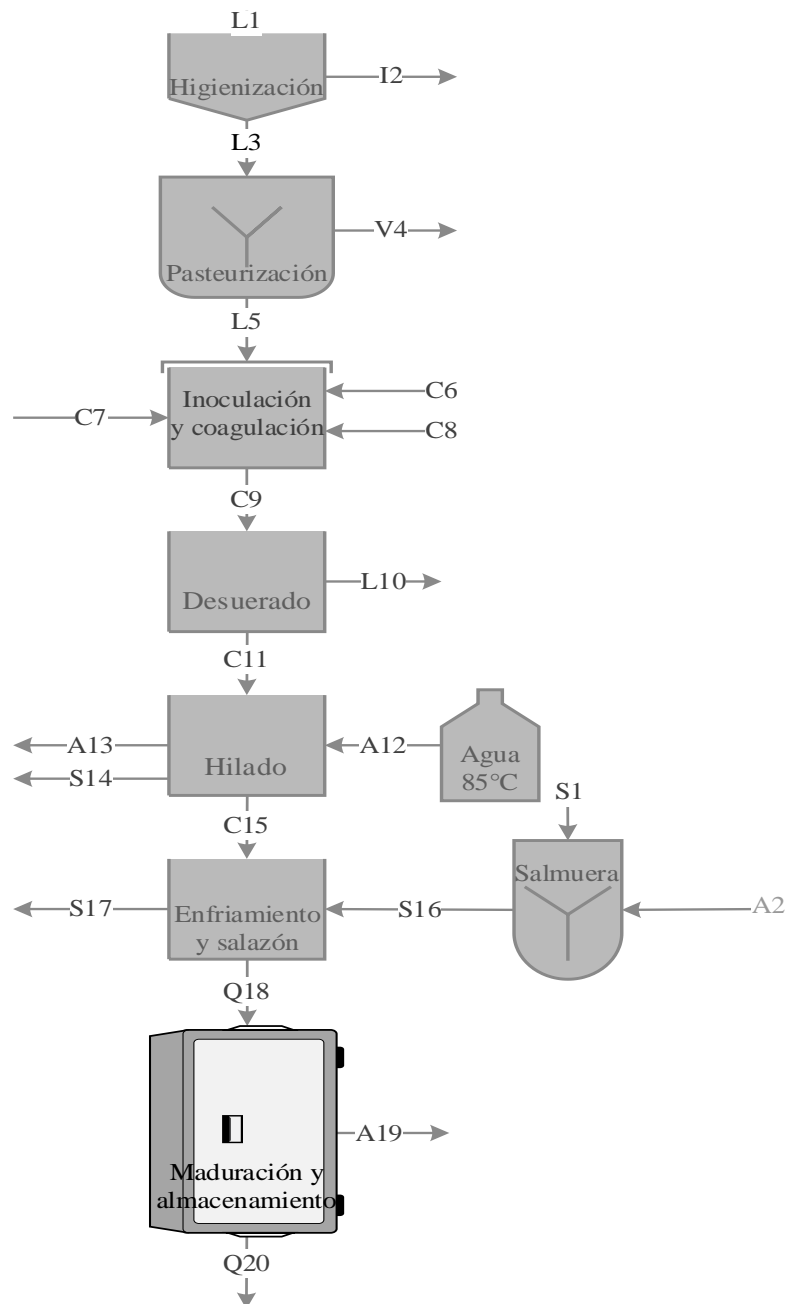 L1
Higienización
I2
L3
V4
Pasteurización
L5
Inoculación
y coagulación
C6
C7
C8
C9
Desuerado
L10
C11
A13
A12
Hilado
S14
Agua
85°C
S1
C15
Salmuera
S17
Enfriamiento
y salazón
S16
A2
Q18
A19
Maduración y
almacenamiento
Q20